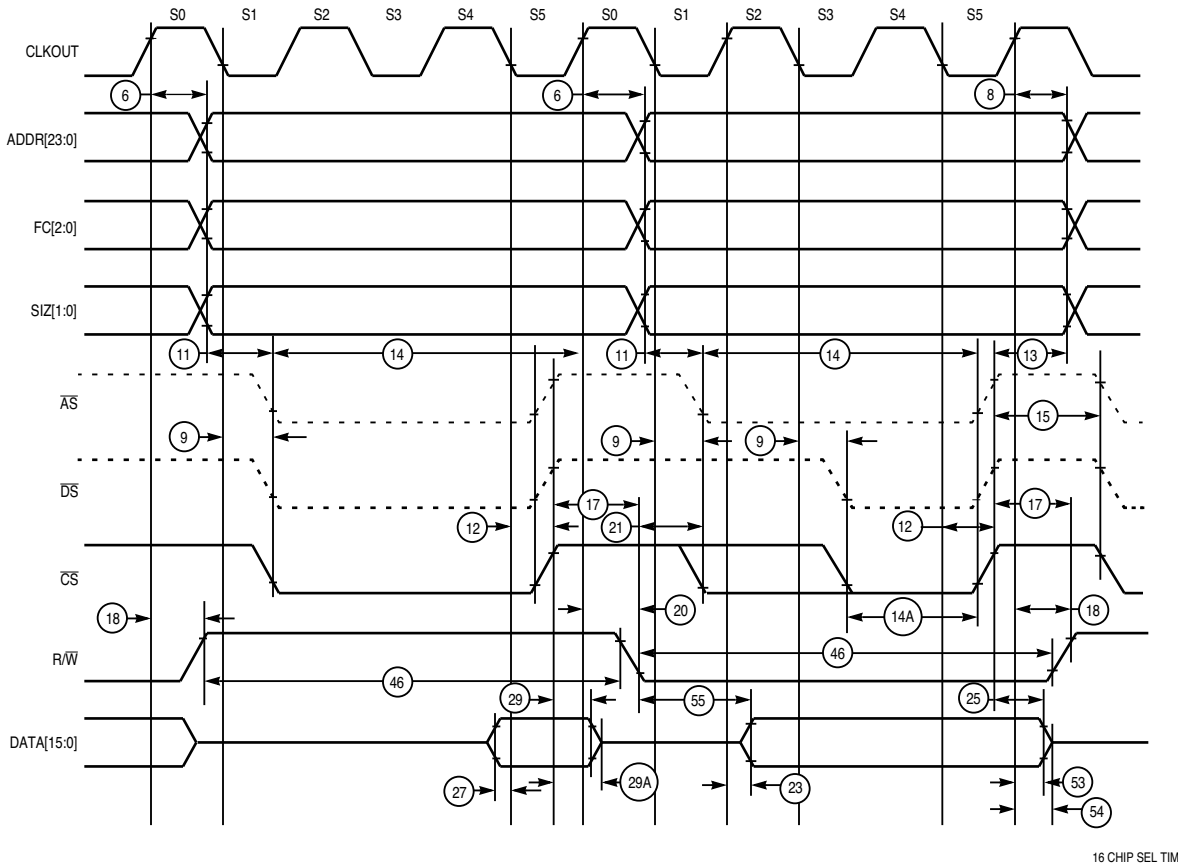 S0 S1 S2 S3 S4 S5 S0 S1 S2 S3 S4 S5
CLKOUT
6 6 8
ADDR[23:0]
FC[2:0]
SIZ[1:0]
11 14 11 14 13
AS
15
9 9 9
DS
17 17
12 21 12
CS
18 20 14A 18
R/W
46 46
29 55 25
DATA[15:0]
27 29A 23 53
54
16 CHIP SEL TIM